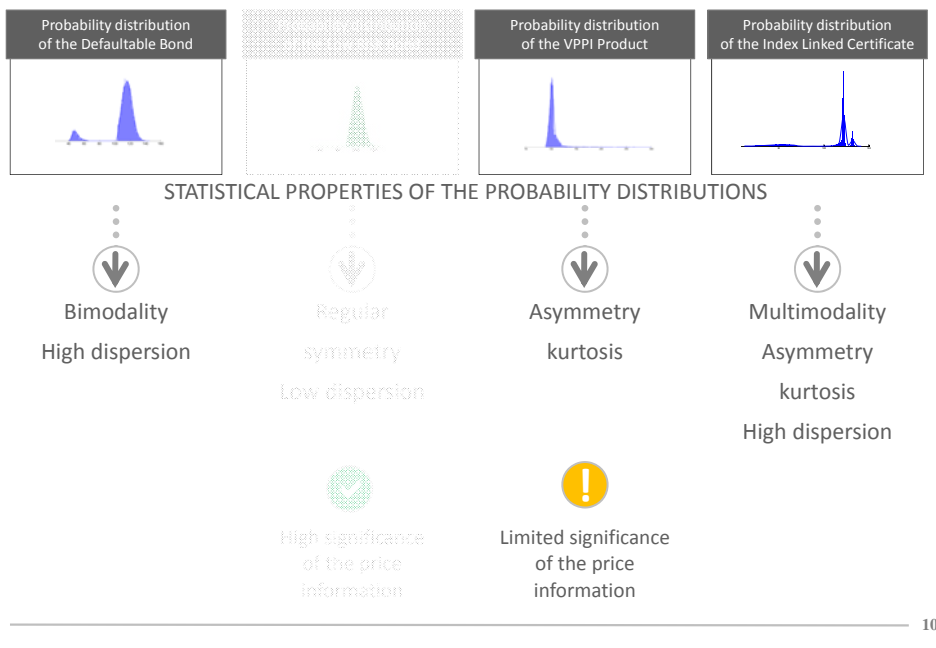 Probability distribution
of the Defaultable Bond
Probability distribution
of the VPPI Product
Probability distribution
of the Index Linked Certificate
STATISTICAL PROPERTIES OF THE PROBABILITY DISTRIBUTIONS
Bimodality
High dispersion
Regular
symmetry
Low dispersion
Asymmetry
kurtosis
Multimodality
Asymmetry
kurtosis
High dispersion
High significance
of the price
information
Limited significance
of the price
information
10